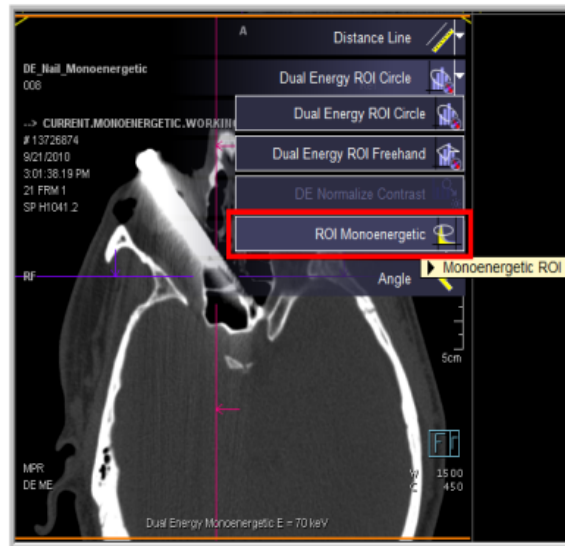 A
Distance Line
DE_Nail_Monoenergetic
008
Dual Energy ROI Circle
Dual Energy ROI Circle
--> CURRENT.MONOENERGETIC.WORKIN
# 13726874
9/21/2010
3:01:38.19 PM
21 FRM 1
SP H1041.2
Dual Energy ROI Freehand
DE Normalize Contrast
ROI Monoenergetic
Monoenergetic ROI
RF
Angle
5cm
F
MPR
DE ME
W 1500
C 450
Dual Energy Monoenergetic E = 70 keV